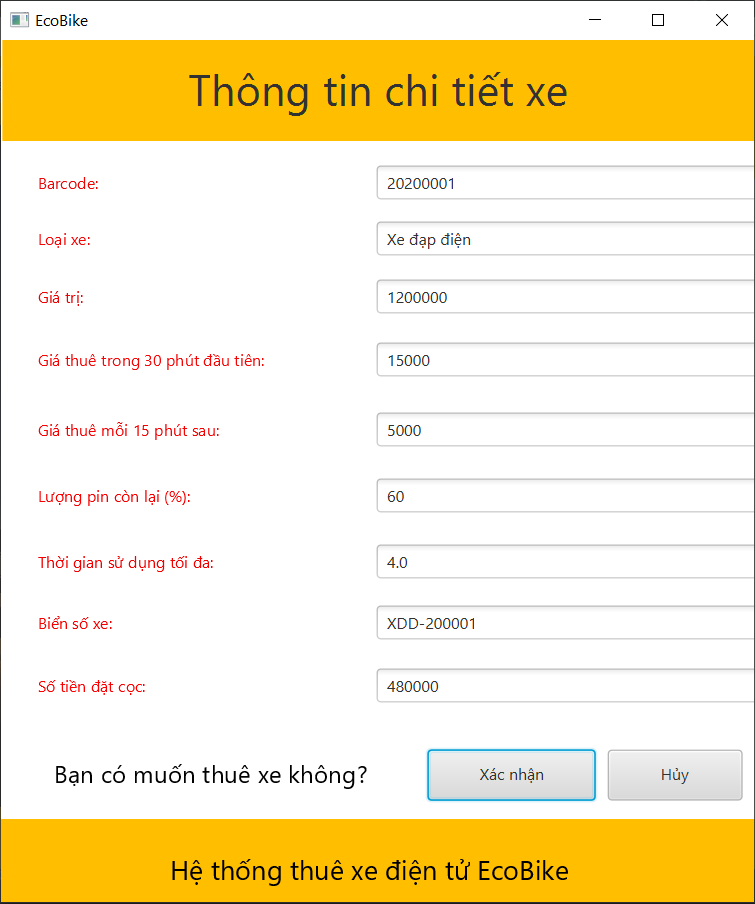 EcoBike
Thông tin chi tiết xe
Barcode: 20200001
Loại xe: Xe đạp điện
Giá trị: 1200000
Giá thuê trong 30 phút đầu tiên: 15000
Giá thuê mỗi 15 phút sau: 5000
Lượng pin còn lại (%): 60
Thời gian sử dụng tối đa: 4.0
Biển số xe: XDD-200001
Số tiền đặt cọc: 480000
Bạn có muốn thuê xe không? Xác nhận Hủy
Hệ thống thuê xe điện tử EcoBike